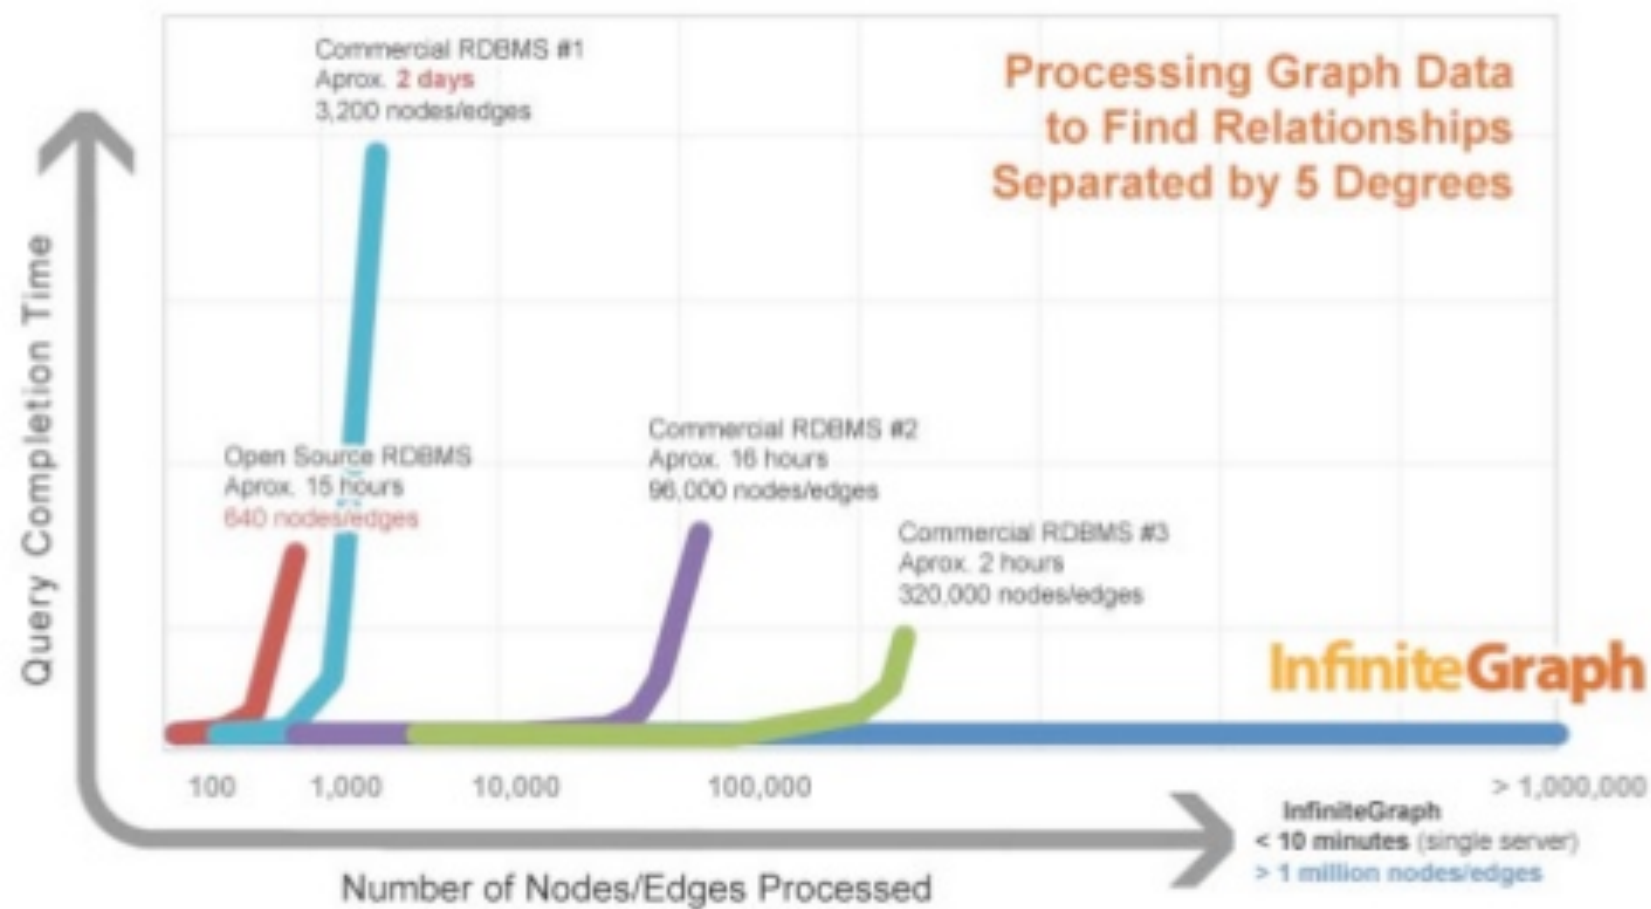 Commercial RDBMS #1
Aprox. 2 days
3,200 nodes/edges
Processing Graph Data
to Find Relationships
Separated by 5 Degrees
Query Completion Time
Open Source RDBMS
Aprox. 15 hours
640 nodes/edges
Commercial RDBMS #2
Aprox. 16 hours
96,000 nodes/edges
Commercial RDBMS #3
Aprox. 2 hours
320,000 nodes/edges
InfiniteGraph
100 1,000 10,000 100,000 > 1,000,000
InfiniteGraph
< 10 minutes (single server)
> 1 million nodes/edges
Number of Nodes/Edges Processed